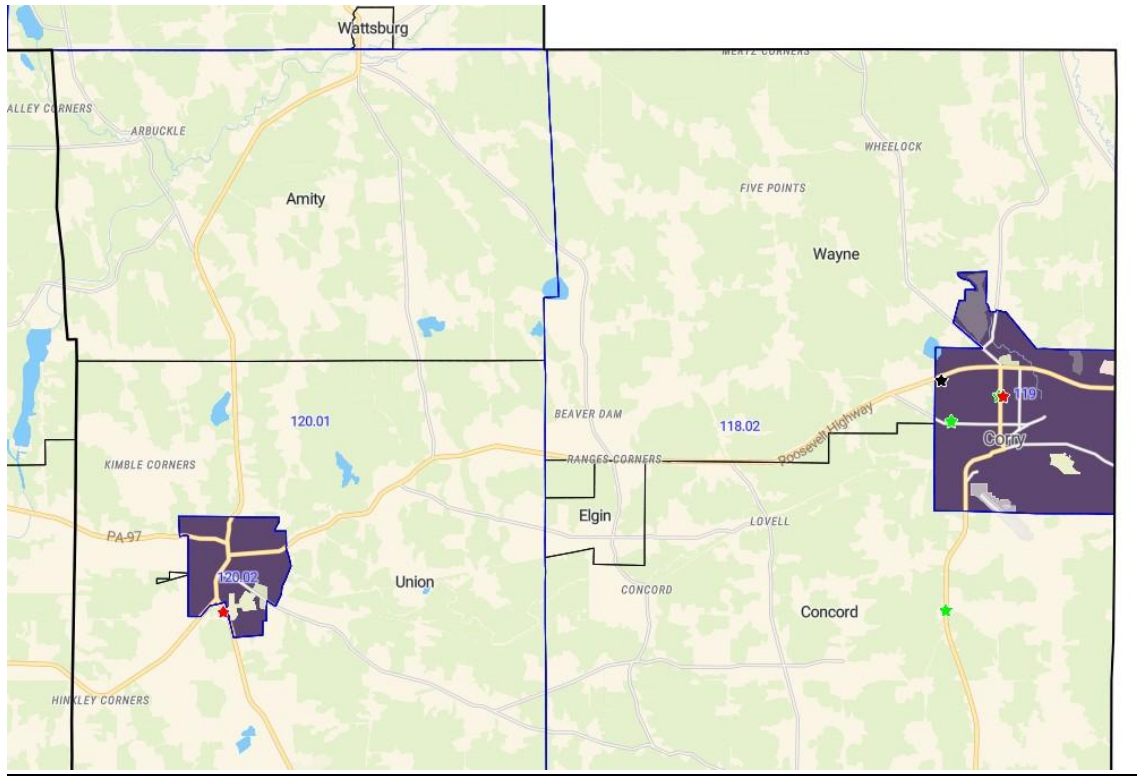 Wattsburg
MERTZ CORNERS
ALLEY CORNERS
ARBUCKLE
WHEELOCK
FIVE POINTS
Amity
Wayne
119
BEAVER DAM
120.01
118.02
Roosevelt Highway
Corry
KIMBLE CORNERS
RANGES CORNERS
Elgin
LOVELL
PA-97
120.02
Union
CONCORD
Concord
HINKLEY CORNERS